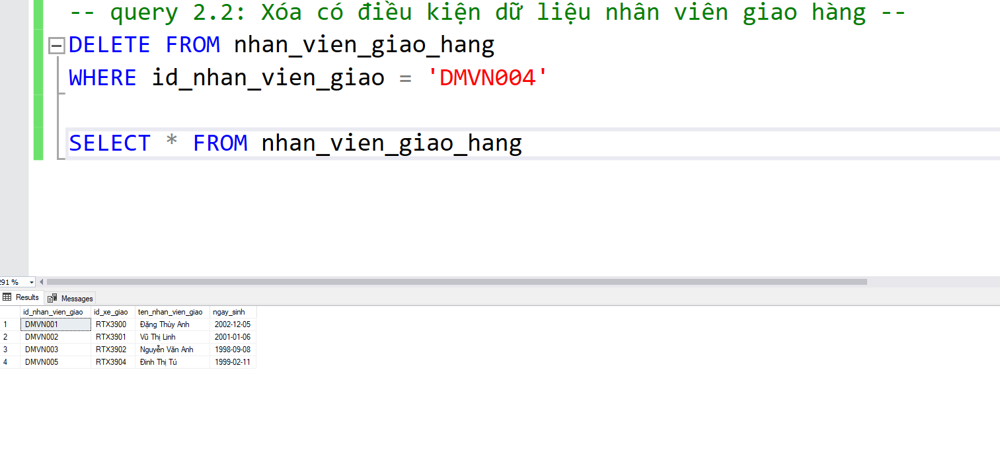 -- query 2.2: Xóa có điều kiện dữ liệu nhân viên giao hàng --
DELETE FROM nhan_vien_giao_hang
WHERE id_nhan_vien_giao = 'DMVN004'
SELECT * FROM nhan_vien_giao_hang
291 %
Results Messages
id_nhan_vien_giao id_xe_giao ten_nhan_vien_giao ngay_sinh
1 DMVN001 RTX3900 Đặng Thùy Anh 2002-12-05
2 DMVN002 RTX3901 Vũ Thị Linh 2001-01-06
3 DMVN003 RTX3902 Nguyễn Văn Anh 1998-09-08
4 DMVN005 RTX3904 Đinh Thị Tú 1999-02-11